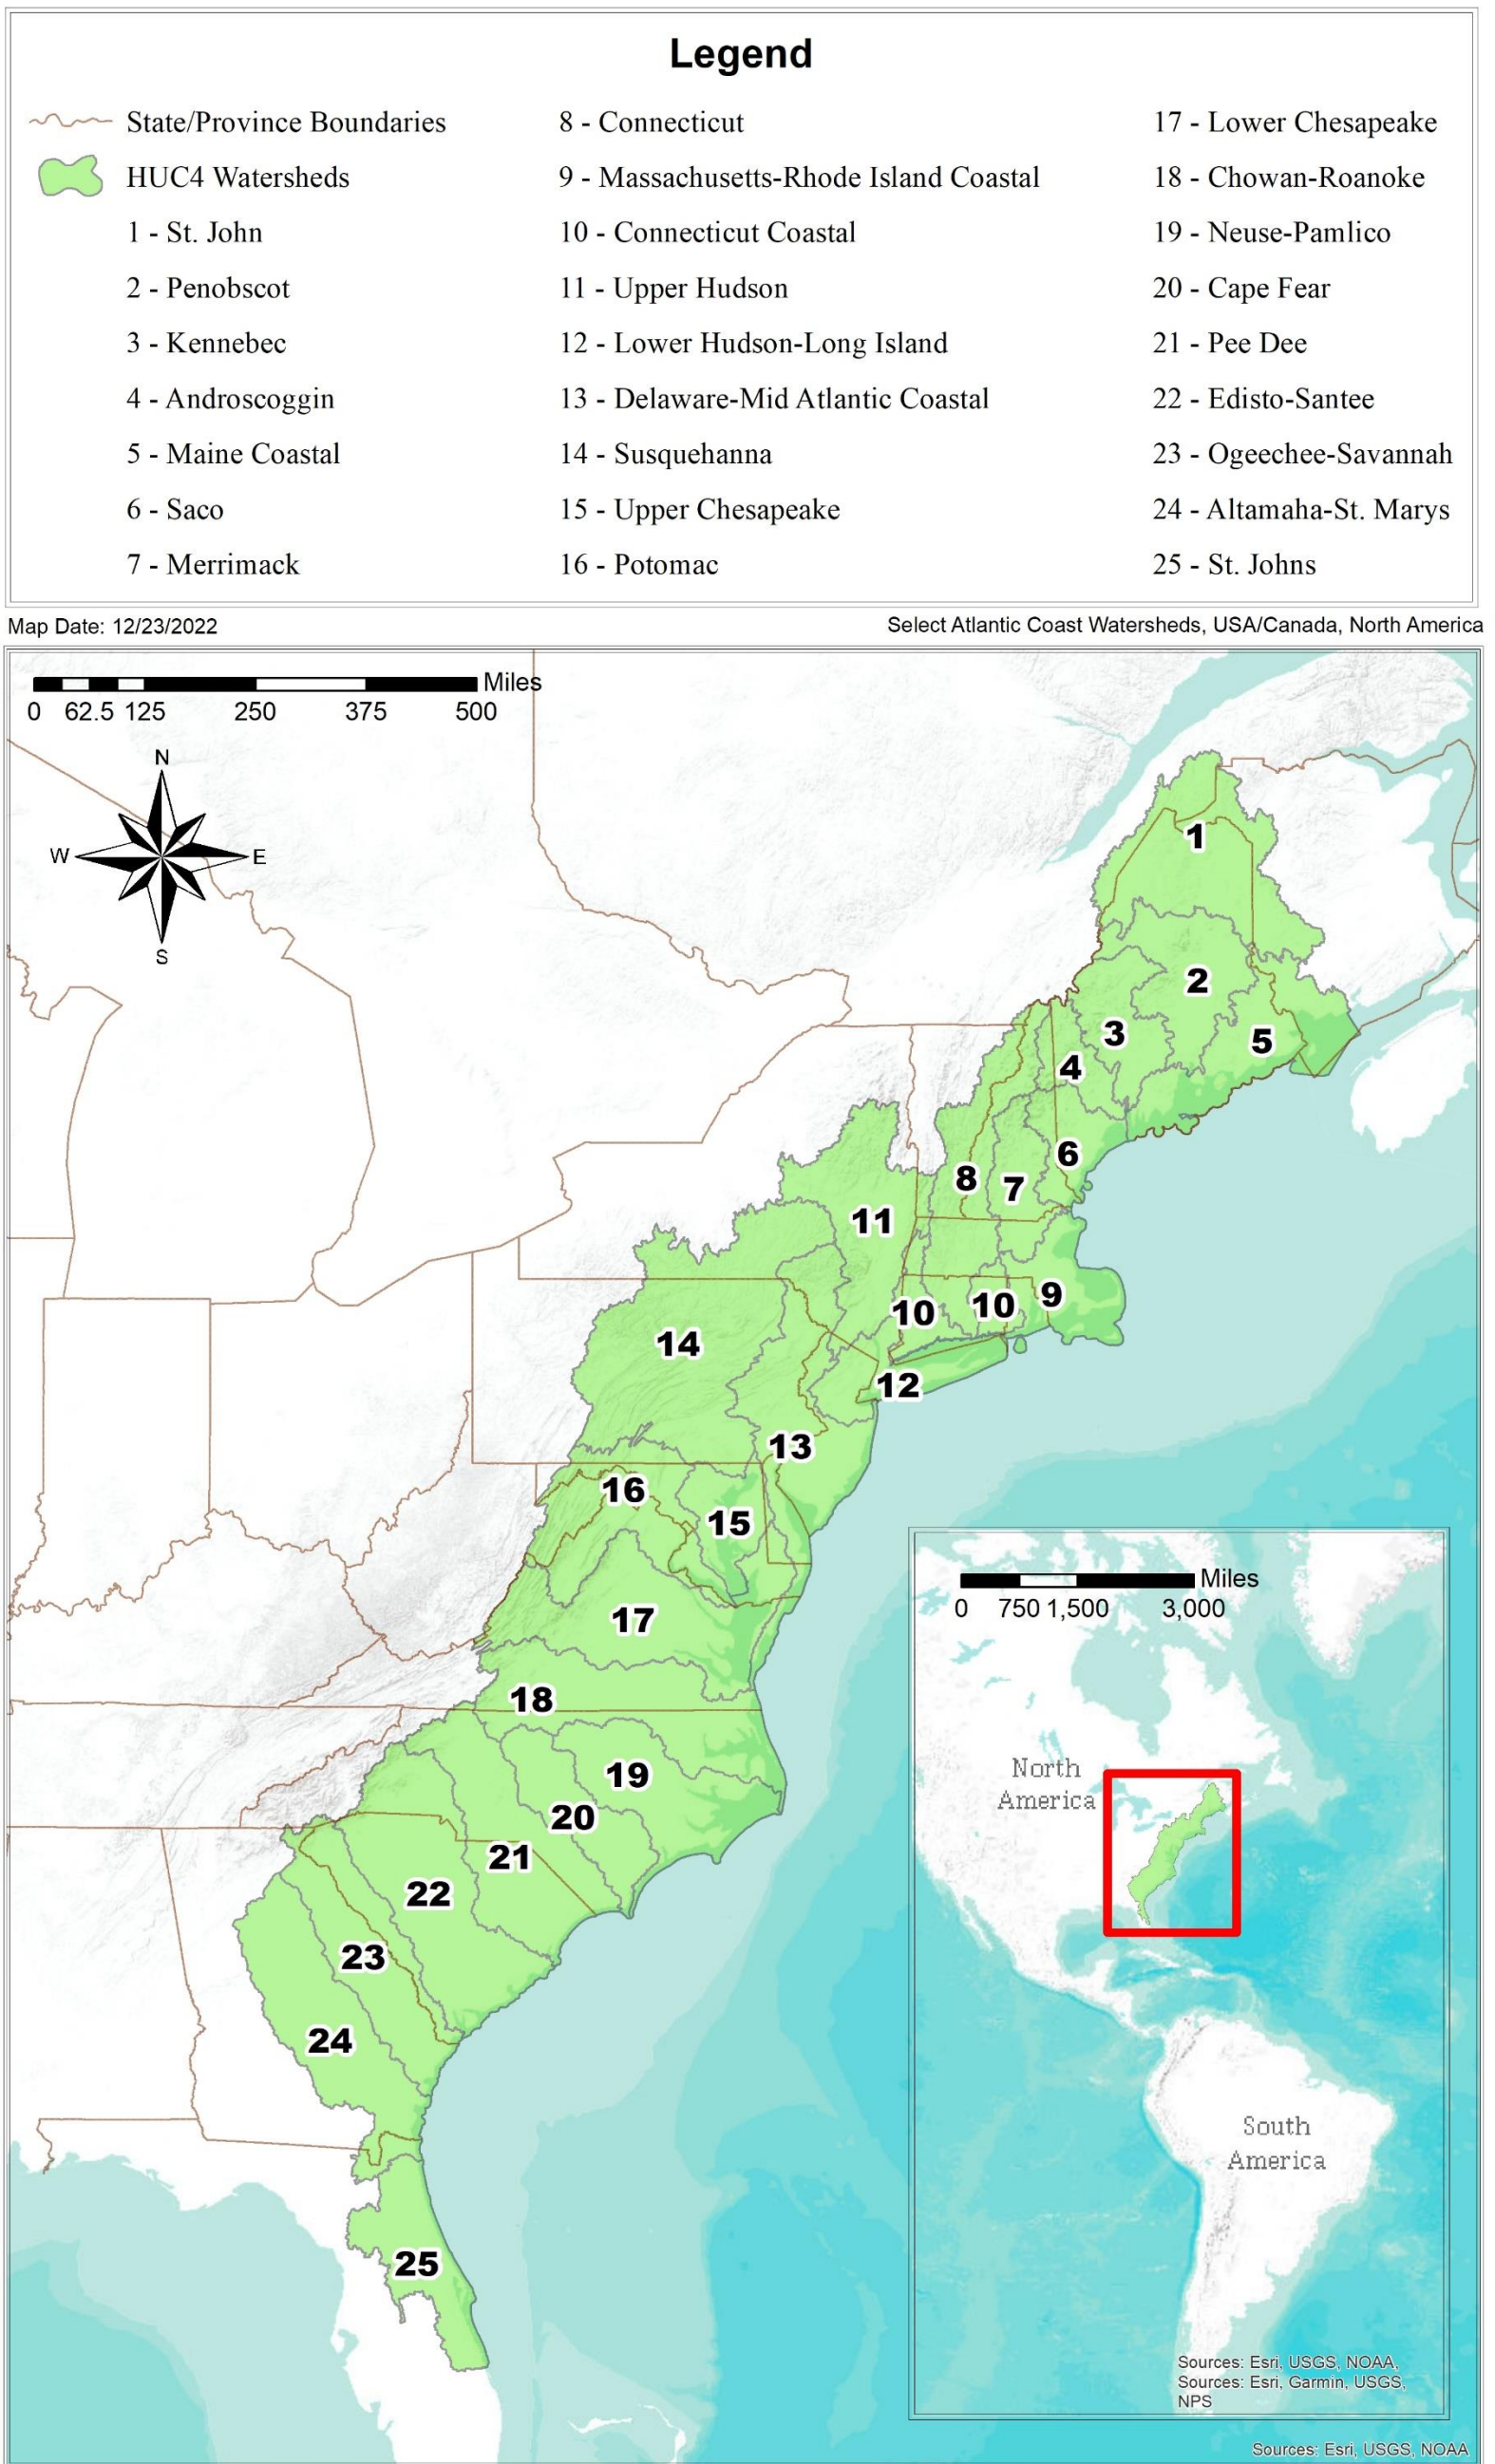 Legend
State/Province Boundaries
HUC4 Watersheds
1 - St. John
2 - Penobscot
3 - Kennebec
4 - Androscoggin
5 - Maine Coastal
6 - Saco
7 - Merrimack
8 - Connecticut
9 - Massachusetts-Rhode Island Coastal
10 - Connecticut Coastal
11 - Upper Hudson
12 - Lower Hudson-Long Island
13 - Delaware-Mid Atlantic Coastal
14 - Susquehanna
15 - Upper Chesapeake
16 - Potomac
17 - Lower Chesapeake
18 - Chowan-Roanoke
19 - Neuse-Pamlico
20 - Cape Fear
21 - Pee Dee
22 - Edisto-Santee
23 - Ogeechee-Savannah
24 - Altamaha-St. Marys
25 - St. Johns
Map Date: 12/23/2022
Select Atlantic Coast Watersheds, USA/Canada, North America
Miles
0 62.5 125 250 375 500
N
W E
S
1
2
3
5
4
6
8
7
11
9
10
10
14
12
13
16
15
17
18
19
20
21
22
23
24
25
Miles
0 750 1,500 3,000
North
America
South
America
Sources: Esri, USGS, NOAA,
Sources: Esri, Garmin, USGS,
NPS
Sources: Esri, USGS, NOAA